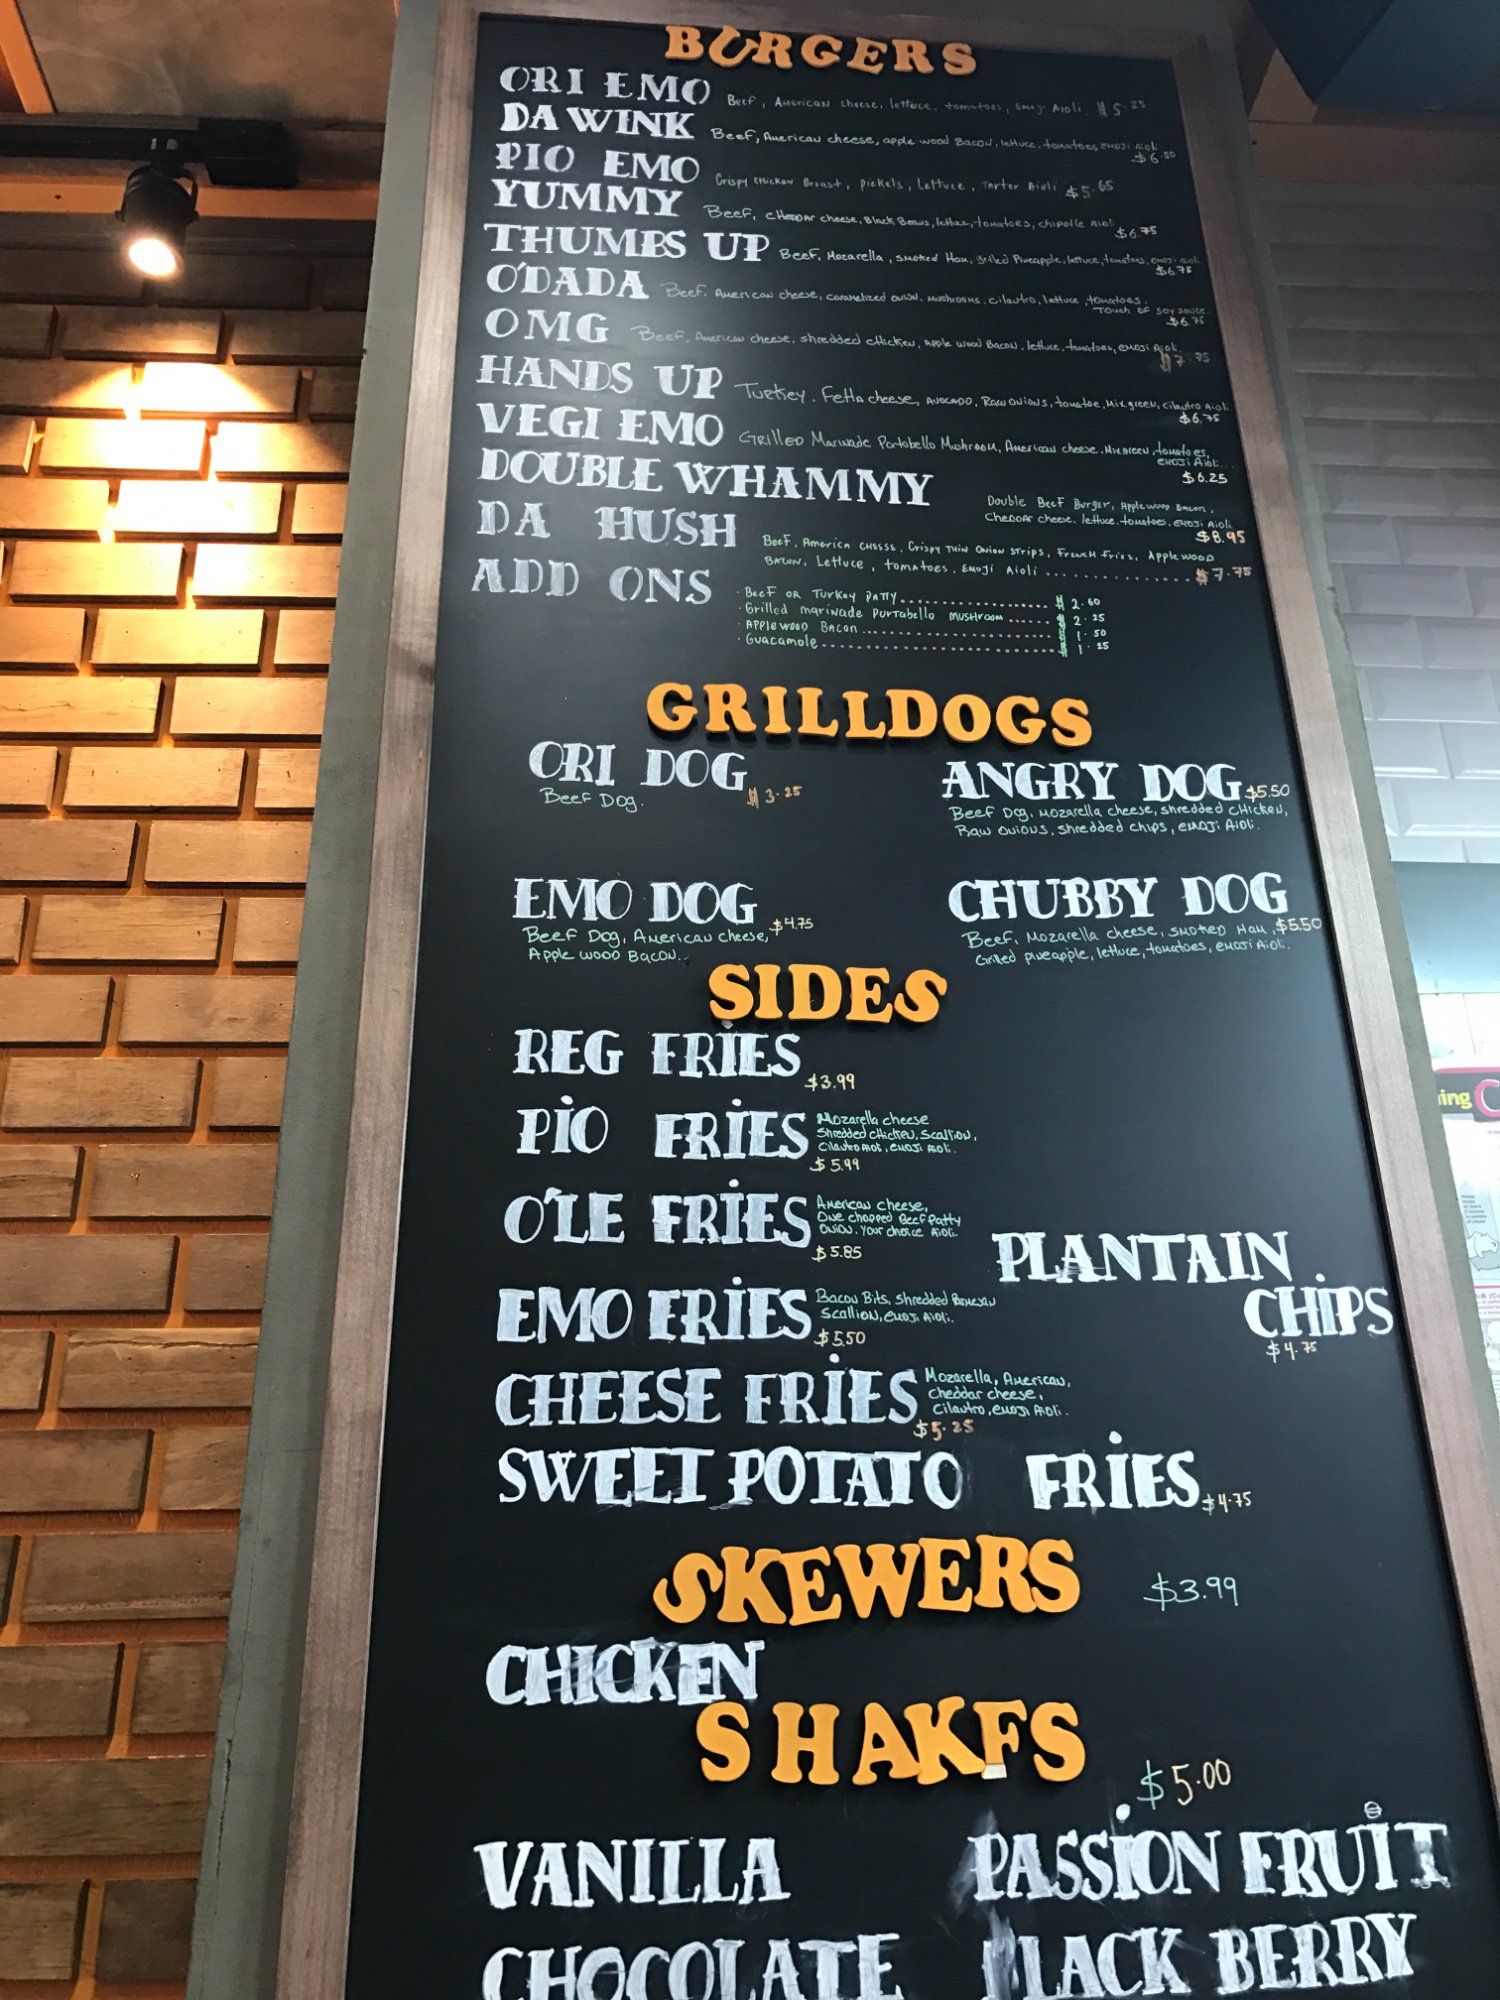 BURGERS
ORI EMO Beef, American cheese, lettuce, tomatoes, Emoji Aioli. $5.25
DA WINK Beef, American cheese, apple wood Bacon, lettuce, tomatoes, emoji Aioli
$6.50
PIO EMO Crispy Chicken Breast, pickels, Lettuce, Tarter Aioli $5.65
YUMMY Beef, cheddar cheese, Black Beans, lettuce, tomatoes, chipotle Aioli
$6.75
THUMBS UP Beef, Mozarella, smoked Ham, grilled Pineapple, lettuce, tomatoes, emoji aioli
$6.75
O'DADA Beef, American cheese, caramelized onion, mushrooms, cilautro, lettuce, tomatoes.
Touch of soy sauce.
$6.75
OMG Beef, American cheese, shredded chicken, Apple wood Bacon, lettuce, tomatoes, emoji Aioli.
$7.75
HANDS UP Turkey, Fetta cheese, avocado, Raw onions, tomatoe, Mix green, cilautro Aioli
$6.75
VEGI EMO Grilled Marinade Portabello Mushroom, American cheese, Mix green, tomatoes,
emoji Aioli...
$6.25
DOUBLE WHAMMY Double Beef Burger, Applewood Bacon,
Cheddar cheese, lettuce, tomatoes, emoji Aioli
$8.95
DA HUSH Beef, America cheese, Crispy Thin Onion strips, French Fries, Applewood
Bacon, Lettuce, tomatoes, Emoji Aioli ............ $7.75
ADD ONS
· Beef or Turkey Patty .......... $2.60
· Grilled marinade portabello mushroom ...... $2.25
· Applewood Bacon .......... $1.50
· Guacamole .......... $1.25
GRILLDOGS
ORI DOG $3.25
Beef Dog.
ANGRY DOG $5.50
Beef Dog, Mozarella cheese, shredded chicken,
Raw onions, shredded chips, emoji Aioli.
EMO DOG $4.75
Beef Dog, American cheese,
Apple wood Bacon..
CHUBBY DOG $5.50
Beef, Mozarella cheese, smoked Ham,
Grilled pineapple, lettuce, tomatoes, emoji Aioli.
SIDES
REG FRIES $3.99
PIO FRIES Mozarella cheese
Shredded chicken, scallion,
Cilautro Aioli, emoji Aioli.
$5.99
O'LE FRIES American cheese,
One chopped Beef Patty
Onion. Your choice Aioli.
$5.85
PLANTAIN
CHIPS
$4.75
EMO FRIES Bacon Bits, shredded Parmesan
Scallion, emoji Aioli.
$5.50
CHEESE FRIES Mozarella, American,
cheddar cheese,
Cilautro, emoji Aioli.
$5.25
SWEET POTATO FRIES $4.75
SKEWERS $3.99
CHICKEN
SHAKES $5.00
VANILLA PASSION FRUIT
CHOCOLATE BLACK BERRY
ing